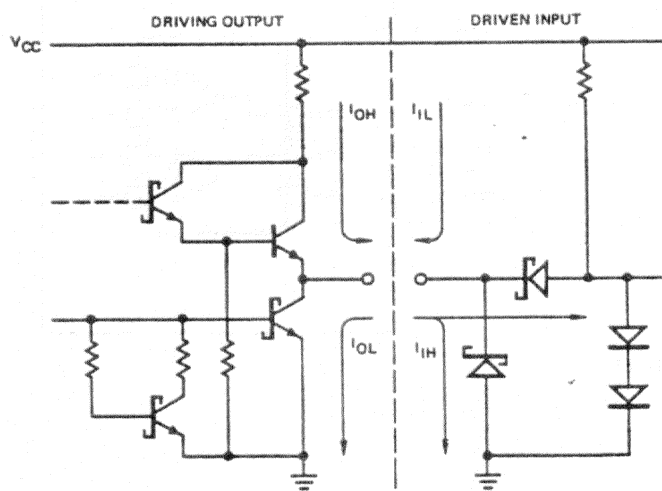 DRIVING OUTPUT
DRIVEN INPUT
VCC
IOH
IIL
IOL
IIH